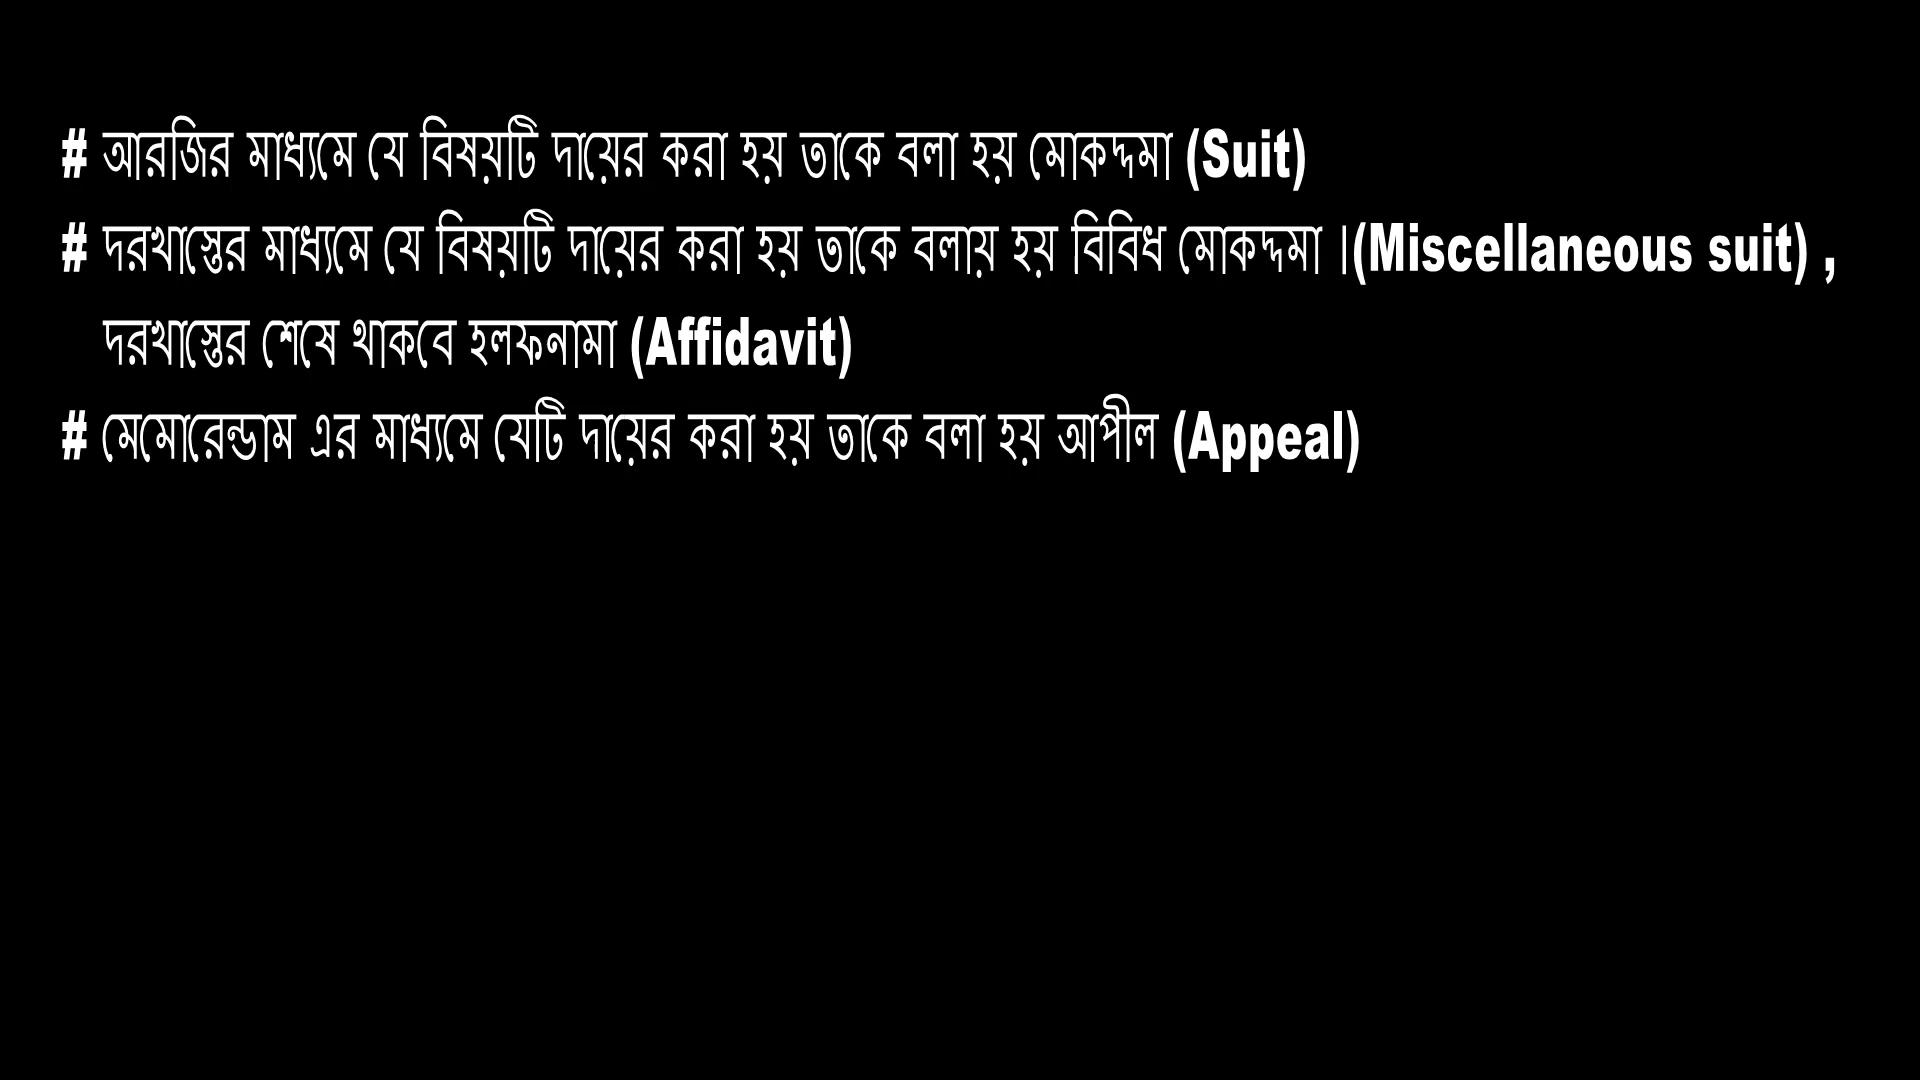 # আরজির মাধ্যমে যে বিষয়টি দায়ের করা হয় তাকে বলা হয় মোকদ্দমা (Suit)
# দরখাস্তের মাধ্যমে যে বিষয়টি দায়ের করা হয় তাকে বলায় হয় বিবিধ মোকদ্দমা ।(Miscellaneous suit) ,
দরখাস্তের শেষে থাকবে হলফনামা (Affidavit)
# মেমোরেন্ডাম এর মাধ্যমে যেটি দায়ের করা হয় তাকে বলা হয় আপীল (Appeal)